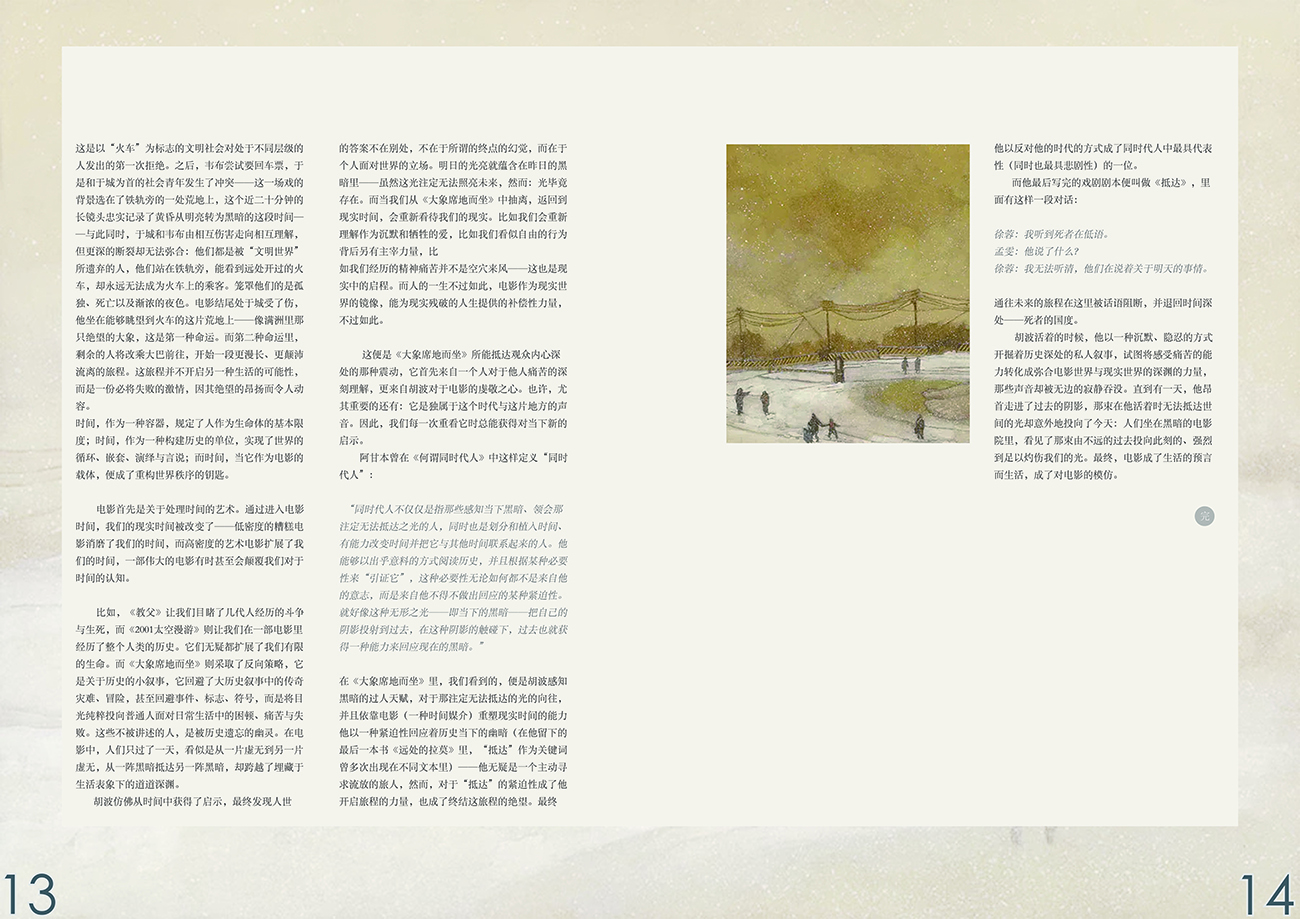 这是以“火车”为标志的文明社会对处于不同层级的
人发出的第一次拒绝。之后，韦布尝试要回车票，于
是和于城为首的社会青年发生了冲突——这一场戏的
背景选在了铁轨旁的一处荒地上，这个近二十分钟的
长镜头忠实记录了黄昏从明亮转为黑暗的这段时间—
—与此同时，于城和韦布由相互伤害走向相互理解，
但更深的断裂却无法弥合：他们都是被“文明世界”
所遗弃的人，他们站在铁轨旁，能看到远处开过的火
车，却永远无法成为火车上的乘客。笼罩他们的是孤
独、死亡以及渐浓的夜色。电影结尾处于城受了伤，
他坐在能够眺望到火车的这片荒地上——像满洲里那
只绝望的大象，这是第一种命运。而第二种命运里，
剩余的人将改乘大巴前往，开始一段更漫长、更颠沛
流离的旅程。这旅程并不开启另一种生活的可能性，
而是一份必将失败的激情，因其绝望的昂扬而令人动
容。
时间，作为一种容器，规定了人作为生命体的基本限
度；时间，作为一种构建历史的单位，实现了世界的
循环、嵌套、演绎与言说；而时间，当它作为电影的
载体，便成了重构世界秩序的钥匙。
电影首先是关于处理时间的艺术。通过进入电影
时间，我们的现实时间被改变了——低密度的糟糕电
影消磨了我们的时间，而高密度的艺术电影扩展了我
们的时间，一部伟大的电影有时甚至会颠覆我们对于
时间的认知。
比如，《教父》让我们目睹了几代人经历的斗争
与生死，而《2001太空漫游》则让我们在一部电影里
经历了整个人类的历史。它们无疑都扩展了我们有限
的生命。而《大象席地而坐》则采取了反向策略，它
是关于历史的小叙事，它回避了大历史叙事中的传奇
灾难、冒险，甚至回避事件、标志、符号，而是将目
光纯粹投向普通人面对日常生活中的困顿、痛苦与失
败。这些不被讲述的人，是被历史遗忘的幽灵。在电
影中，人们只过了一天，看似是从一片虚无到另一片
虚无，从一阵黑暗抵达另一阵黑暗，却跨越了埋藏于
生活表象下的道道深渊。
胡波仿佛从时间中获得了启示，最终发现人世
的答案不在别处，不在于所谓的终点的幻觉，而在于
个人面对世界的立场。明日的光亮就蕴含在昨日的黑
暗里——虽然这光注定无法照亮未来，然而：光毕竟
存在。而当我们从《大象席地而坐》中抽离，返回到
现实时间，会重新看待我们的现实。比如我们会重新
理解作为沉默和牺牲的爱，比如我们看似自由的行为
背后另有主宰力量，比
如我们经历的精神痛苦并不是空穴来风——这也是现
实中的启程。而人的一生不过如此，电影作为现实世
界的镜像，能为现实残破的人生提供的补偿性力量，
不过如此。
这便是《大象席地而坐》所能抵达观众内心深
处的那种震动，它首先来自一个人对于他人痛苦的深
刻理解，更来自胡波对于电影的虔敬之心。也许，尤
其重要的还有：它是独属于这个时代与这片地方的声
音。因此，我们每一次重看它时总能获得对当下新的
启示。
阿甘本曾在《何谓同时代人》中这样定义“同时
代人”：
“同时代人不仅仅是指那些感知当下黑暗、领会那
注定无法抵达之光的人，同时也是划分和植入时间、
有能力改变时间并把它与其他时间联系起来的人。他
能够以出乎意料的方式阅读历史，并且根据某种必要
性来“引证它”，这种必要性无论如何都不是来自他
的意志，而是来自他不得不做出回应的某种紧迫性。
就好像这种无形之光——即当下的黑暗——把自己的
阴影投射到过去，在这种阴影的触碰下，过去也就获
得一种能力来回应现在的黑暗。”
在《大象席地而坐》里，我们看到的，便是胡波感知
黑暗的过人天赋，对于那注定无法抵达的光的向往，
并且依靠电影（一种时间媒介）重塑现实时间的能力
他以一种紧迫性回应着历史当下的幽暗（在他留下的
最后一本书《远处的拉莫》里，“抵达”作为关键词
曾多次出现在不同文本里）——他无疑是一个主动寻
求流放的旅人，然而，对于“抵达”的紧迫性成了他
开启旅程的力量，也成了终结这旅程的绝望。最终
他以反对他的时代的方式成了同时代人中最具代表
性（同时也最具悲剧性）的一位。
而他最后写完的戏剧剧本便叫做《抵达》，里
面有这样一段对话：
徐蓉：我听到死者在低语。
孟雯：他说了什么？
徐蓉：我无法听清，他们在说着关于明天的事情。
通往未来的旅程在这里被话语阻断，并退回时间深
处——死者的国度。
胡波活着的时候，他以一种沉默、隐忍的方式
开掘着历史深处的私人叙事，试图将感受痛苦的能
力转化成弥合电影世界与现实世界的深渊的力量，
那些声音却被无边的寂静吞没。直到有一天，他昂
首走进了过去的阴影，那束在他活着时无法抵达世
间的光却意外地投向了今天：人们坐在黑暗的电影
院里，看见了那束由不远的过去投向此刻的、强烈
到足以灼伤我们的光。最终，电影成了生活的预言
而生活，成了对电影的模仿。
完
13
14